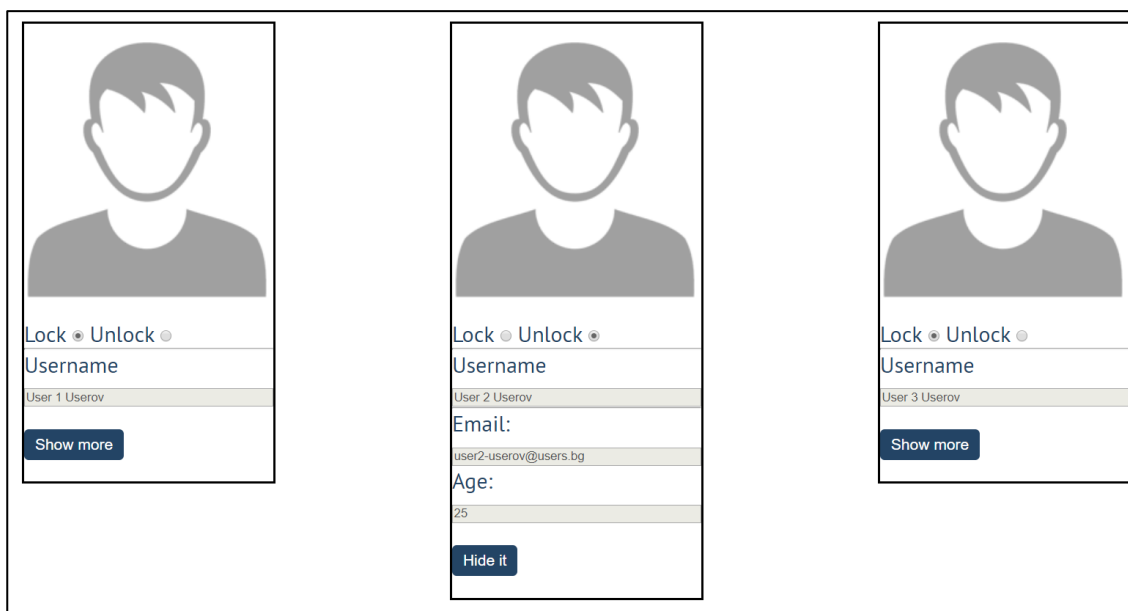 Lock Unlock
Username
User 1 Userov
Show more
Lock Unlock
Username
User 2 Userov
Email:
user2-userov@users.bg
Age:
25
Hide it
Lock Unlock
Username
User 3 Userov
Show more